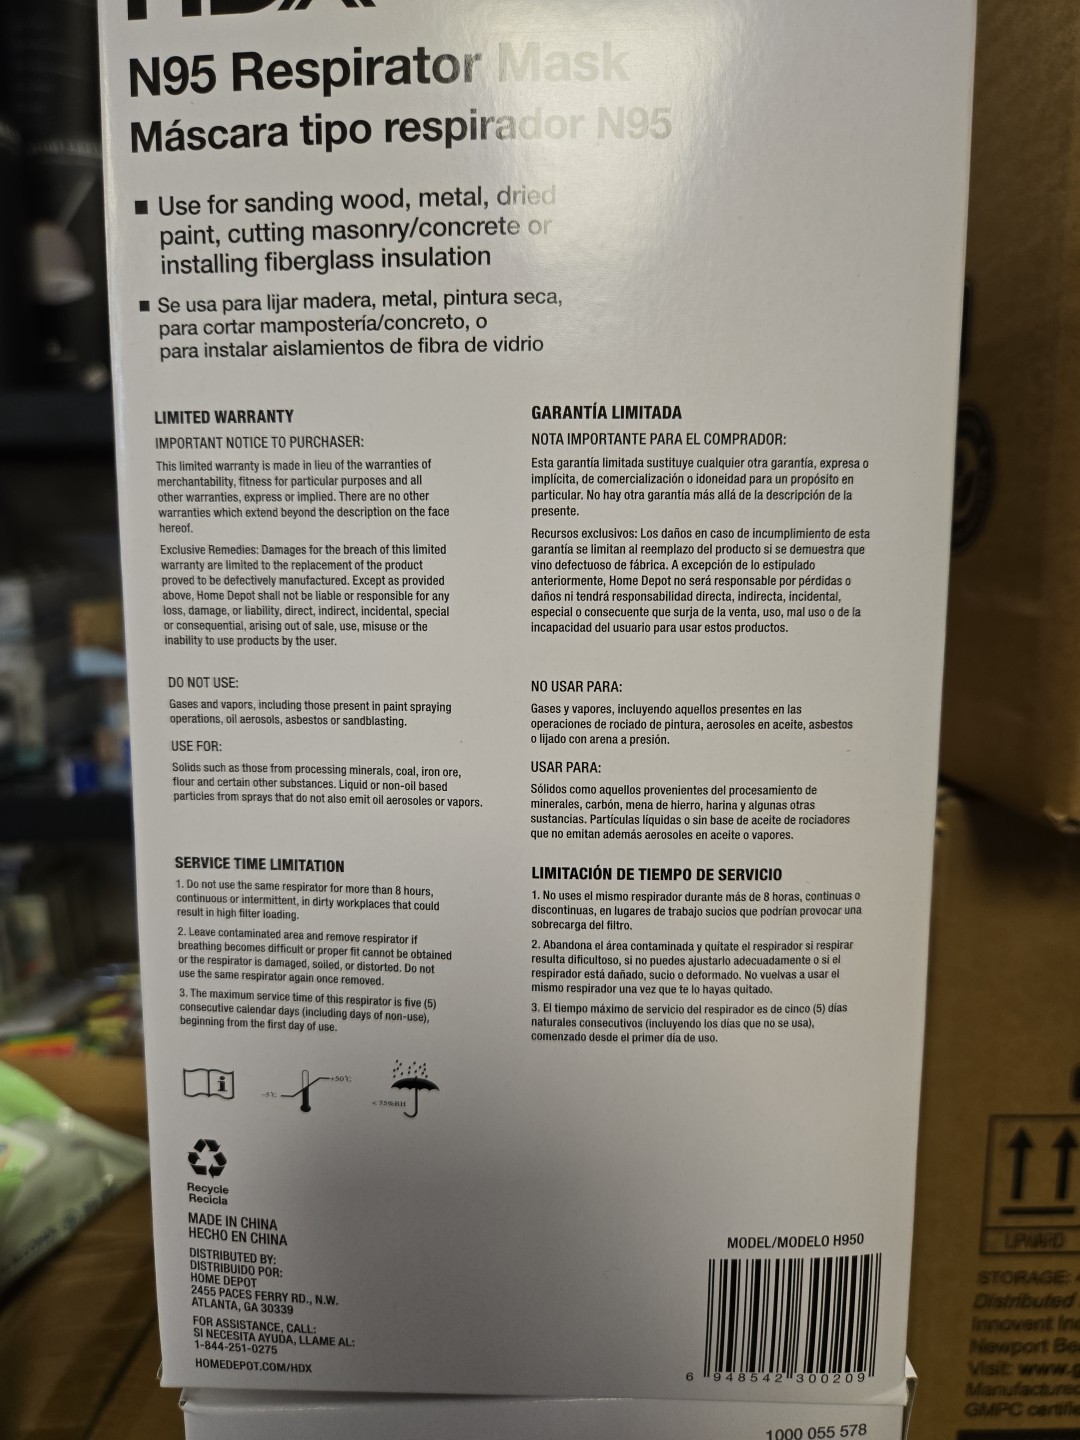 N95 Respirator Mask
Máscara tipo respirador N95
■ Use for sanding wood, metal, dried
paint, cutting masonry/concrete or
installing fiberglass insulation
■ Se usa para lijar madera, metal, pintura seca,
para cortar mampostería/concreto, o
para instalar aislamientos de fibra de vidrio
LIMITED WARRANTY
IMPORTANT NOTICE TO PURCHASER:
This limited warranty is made in lieu of the warranties of
merchantability, fitness for particular purposes and all
other warranties, express or implied. There are no other
warranties which extend beyond the description on the face
hereof.
Exclusive Remedies: Damages for the breach of this limited
warranty are limited to the replacement of the product
proved to be defectively manufactured. Except as provided
above, Home Depot shall not be liable or responsible for any
loss, damage, or liability, direct, indirect, incidental, special
or consequential, arising out of sale, use, misuse or the
inability to use products by the user.
DO NOT USE:
Gases and vapors, including those present in paint spraying
operations, oil aerosols, asbestos or sandblasting.
USE FOR:
Solids such as those from processing minerals, coal, iron ore,
flour and certain other substances. Liquid or non-oil based
particles from sprays that do not also emit oil aerosols or vapors.
SERVICE TIME LIMITATION
1. Do not use the same respirator for more than 8 hours,
continuous or intermittent, in dirty workplaces that could
result in high filter loading.
2. Leave contaminated area and remove respirator if
breathing becomes difficult or proper fit cannot be obtained
or the respirator is damaged, soiled, or distorted. Do not
use the same respirator again once removed.
3. The maximum service time of this respirator is five (5)
consecutive calendar days (including days of non-use),
beginning from the first day of use.
GARANTÍA LIMITADA
NOTA IMPORTANTE PARA EL COMPRADOR:
Esta garantía limitada sustituye cualquier otra garantía, expresa o
implícita, de comercialización o idoneidad para un propósito en
particular. No hay otra garantía más allá de la descripción de la
presente.
Recursos exclusivos: Los daños en caso de incumplimiento de esta
garantía se limitan al reemplazo del producto si se demuestra que
vino defectuoso de fábrica. A excepción de lo estipulado
anteriormente, Home Depot no será responsable por pérdidas o
daños ni tendrá responsabilidad directa, indirecta, incidental,
especial o consecuente que surja de la venta, uso, mal uso o de la
incapacidad del usuario para usar estos productos.
NO USAR PARA:
Gases y vapores, incluyendo aquellos presentes en las
operaciones de rociado de pintura, aerosoles en aceite, asbestos
o lijado con arena a presión.
USAR PARA:
Sólidos como aquellos provenientes del procesamiento de
minerales, carbón, mena de hierro, harina y algunas otras
sustancias. Partículas líquidas o sin base de aceite de rociadores
que no emitan además aerosoles en aceite o vapores.
LIMITACIÓN DE TIEMPO DE SERVICIO
1. No uses el mismo respirador durante más de 8 horas, continuas o
discontinuas, en lugares de trabajo sucios que podrían provocar una
sobrecarga del filtro.
2. Abandona el área contaminada y quítate el respirador si respirar
resulta dificultoso, si no puedes ajustarlo adecuadamente o si el
respirador está dañado, sucio o deformado. No vuelvas a usar el
mismo respirador una vez que te lo hayas quitado.
3. El tiempo máximo de servicio del respirador es de cinco (5) días
naturales consecutivos (incluyendo los días que no se usa),
comenzado desde el primer día de uso.
i
-5℃
+50℃
< 75%RH
Recycle
Recicla
MADE IN CHINA
HECHO EN CHINA
DISTRIBUTED BY:
DISTRIBUIDO POR:
HOME DEPOT
2455 PACES FERRY RD., N.W.
ATLANTA, GA 30339
FOR ASSISTANCE, CALL:
SI NECESITA AYUDA, LLAME AL:
1-844-251-0275
HOMEDEPOT.COM/HDX
MODEL/MODELO H950
6 948542 300209
1000 055 578
UPWARD
STORAGE:
Distributed
Innovent
Newport
Visit: www.
Manufactured
GMPC